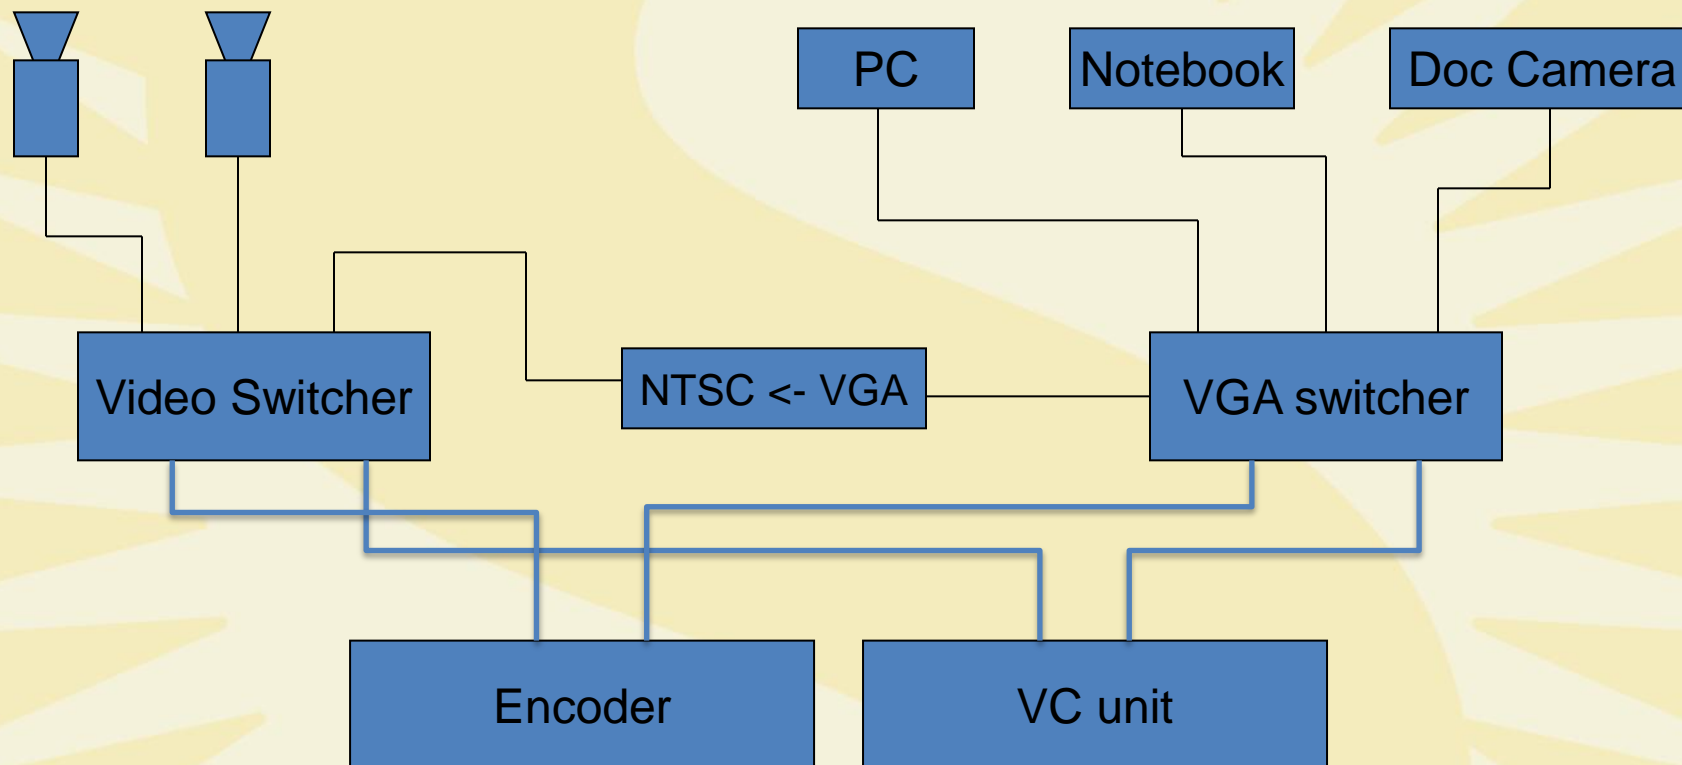 PC
Notebook
Doc Camera
Video Switcher
NTSC <- VGA
VGA switcher
Encoder
VC unit